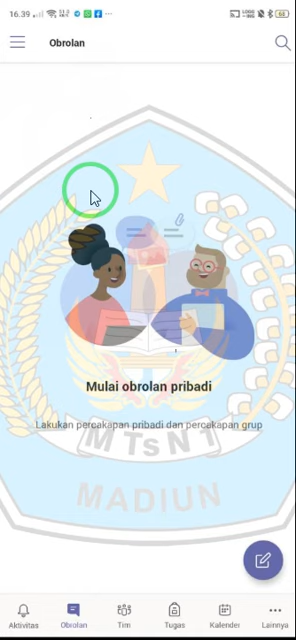 16.39
Obrolan
Mulai obrolan pribadi
Lakukan percakapan pribadi dan percakapan grup
MTsN 1
MADIUN
Aktivitas
Obrolan
Tim
Tugas
Kalender
Lainnya